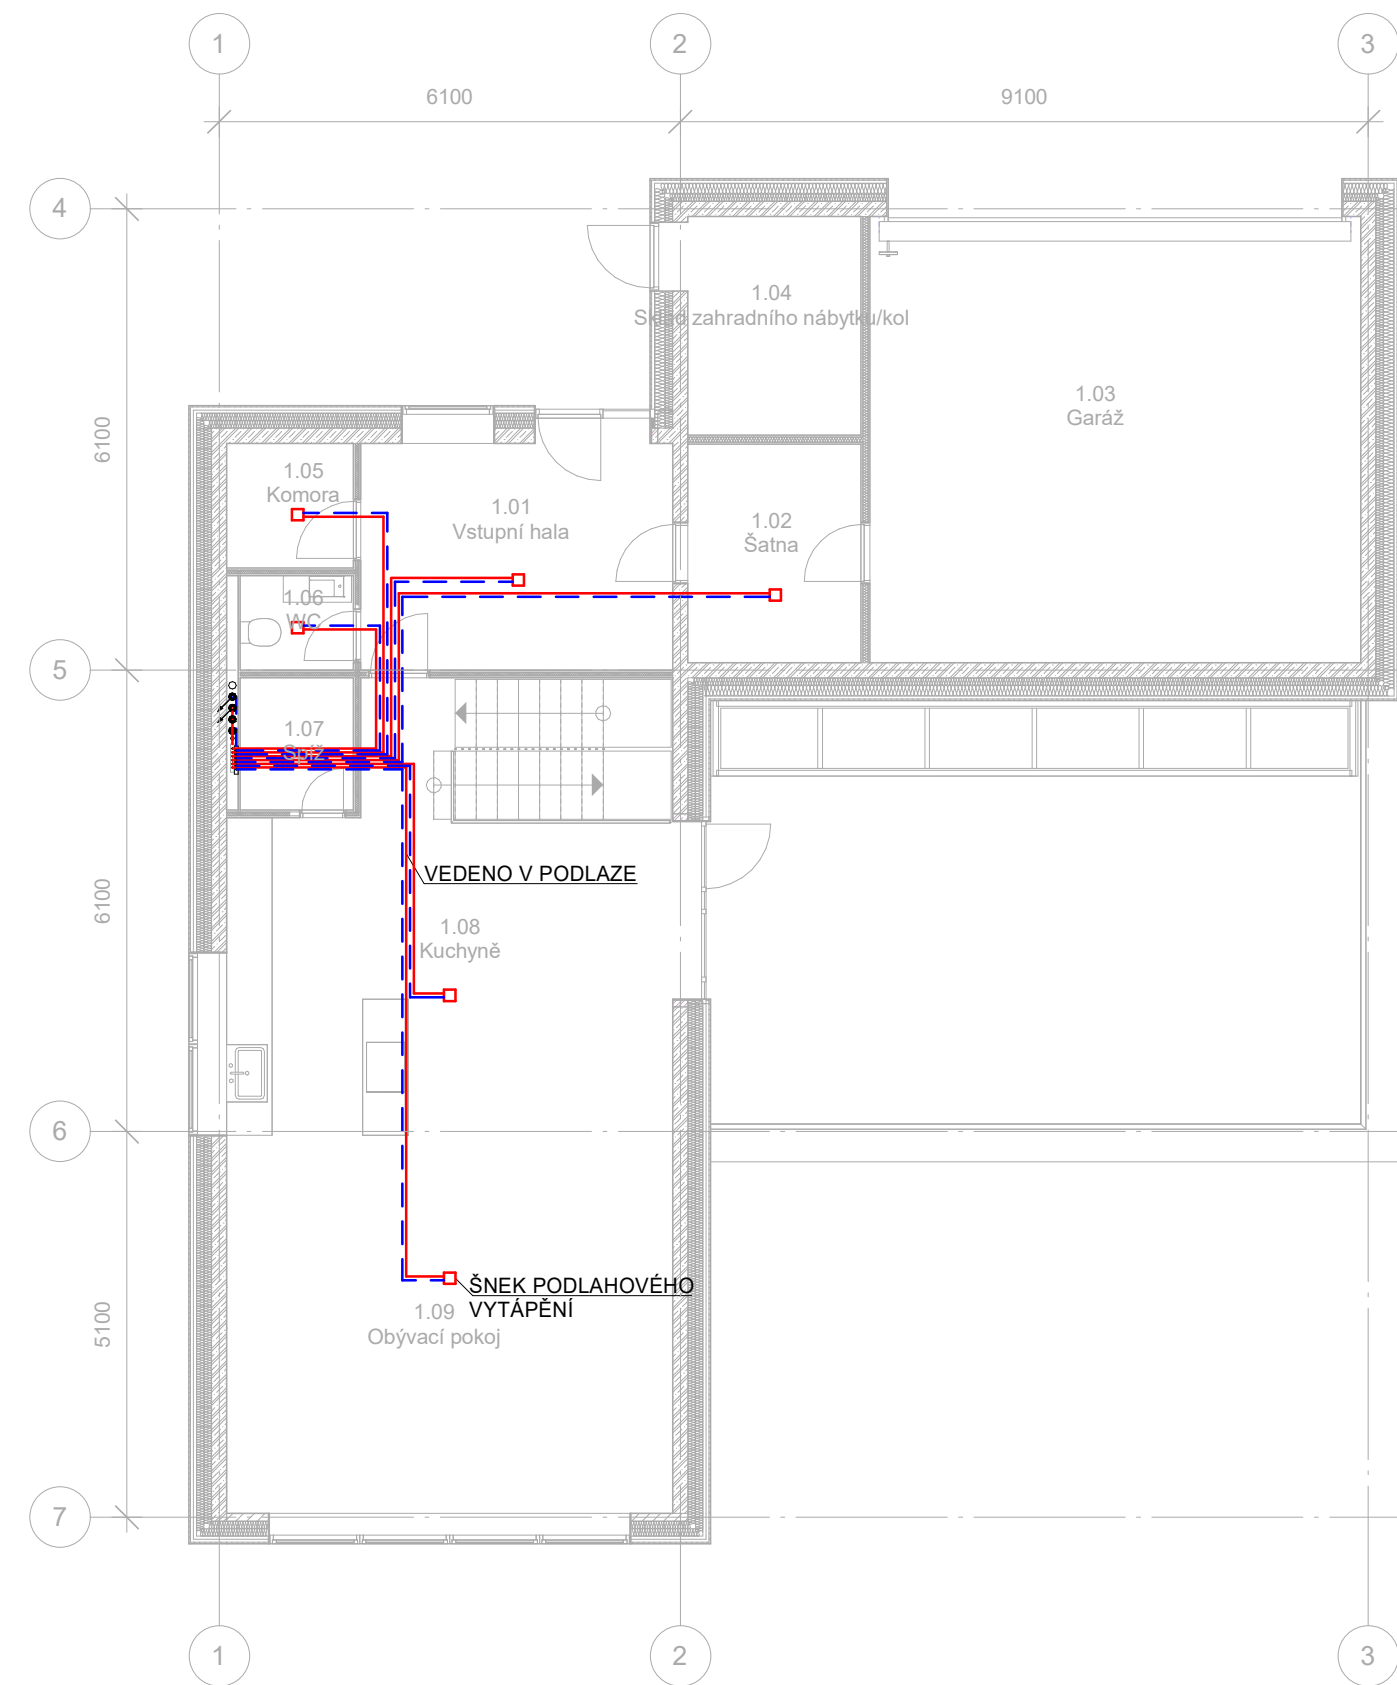 1
2
3
6100
9100
4
1.04
Sklad zahradního nábytku/kol
1.03
Garáž
6100
1.05
Komora
1.01
Vstupní hala
1.02
Šatna
1.06
WC
5
1.07
Spíž
VEDENO V PODLAZE
6100
1.08
Kuchyně
6
ŠNEK PODLAHOVÉHO
VYTÁPĚNÍ
1.09
Obývací pokoj
5100
7
1
2
3